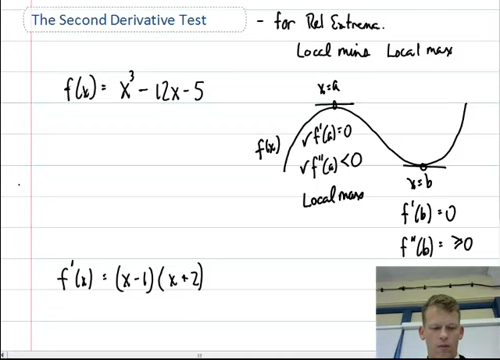 The Second Derivative Test
- for Rel Extrema.
Local mins Local max
f(x) = x³ - 12x - 5
x=a
f(x)
√ f'(a)=0
√ f''(a) < 0
Local max
x=b
f'(b) = 0
f''(b) = >0
f'(x) = (x-1)(x+2)